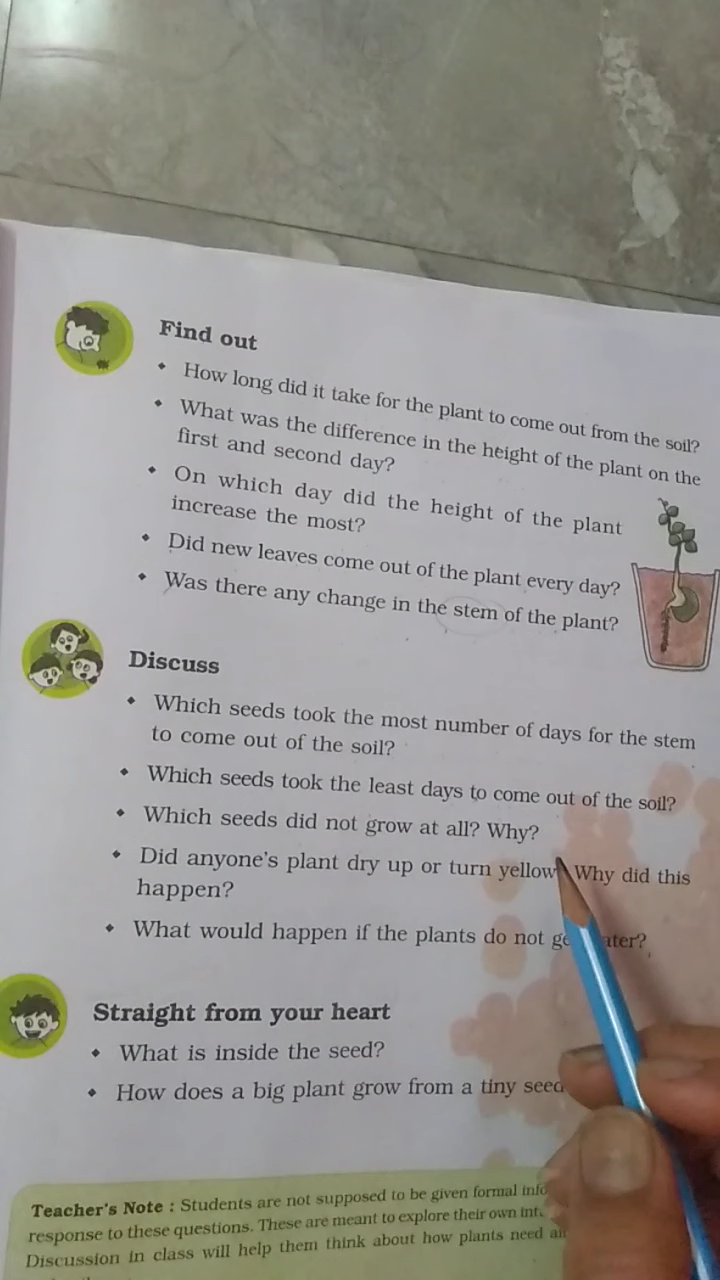 Find out
• How long did it take for the plant to come out from the soil?
• What was the difference in the height of the plant on the
first and second day?
• On which day did the height of the plant
increase the most?
• Did new leaves come out of the plant every day?
• Was there any change in the stem of the plant?
Discuss
• Which seeds took the most number of days for the stem
to come out of the soil?
• Which seeds took the least days to come out of the soil?
• Which seeds did not grow at all? Why?
• Did anyone's plant dry up or turn yellow Why did this
happen?
• What would happen if the plants do not
Straight from your heart
• What is inside the seed?
• How does a big plant grow from a tiny seed
Teacher's Note : Students are not supposed to be given formal
response to these questions. These are meant to explore their own
Discussion in class will help them think about how plants need